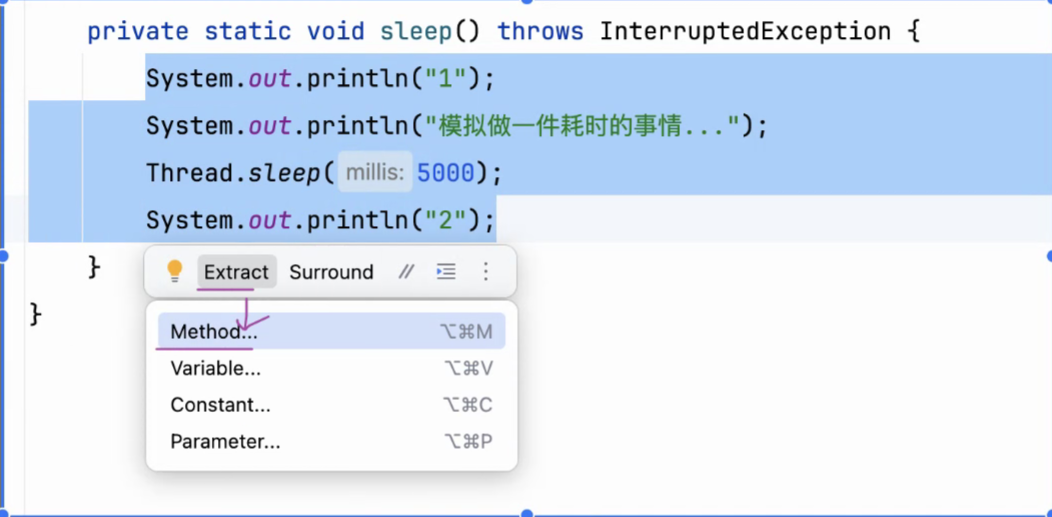 private static void sleep() throws InterruptedException {
System.out.println("1");
System.out.println("模拟做一件耗时的事情...");
Thread.sleep( millis: 5000);
System.out.println("2");
}
Extract Surround //
}
Method... ⌥⌘M
Variable... ⌥⌘V
Constant... ⌥⌘C
Parameter... ⌥⌘P